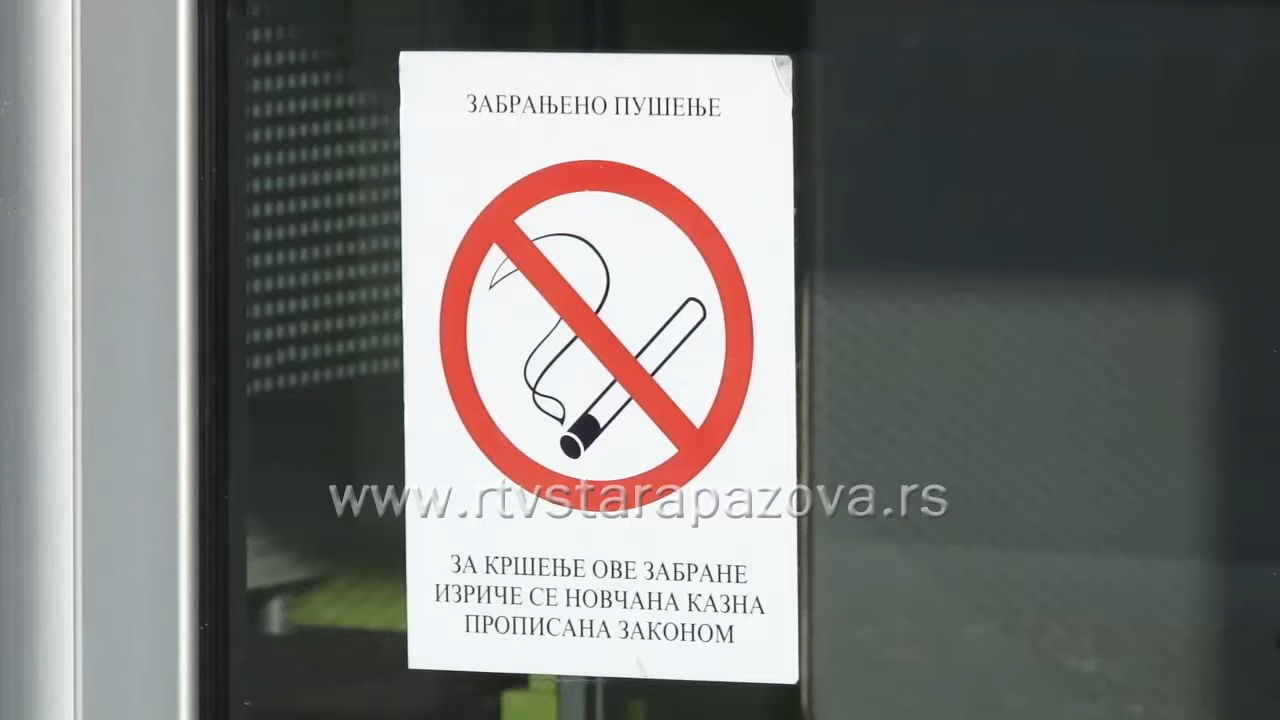 ЗАБРАЊЕНО ПУШЕЊЕ
www.rtvstarapazova.rs
ЗА КРШЕЊЕ ОВЕ ЗАБРАНЕ
ИЗРИЧЕ СЕ НОВЧАНА КАЗНА
ПРОПИСАНА ЗАКОНОМ